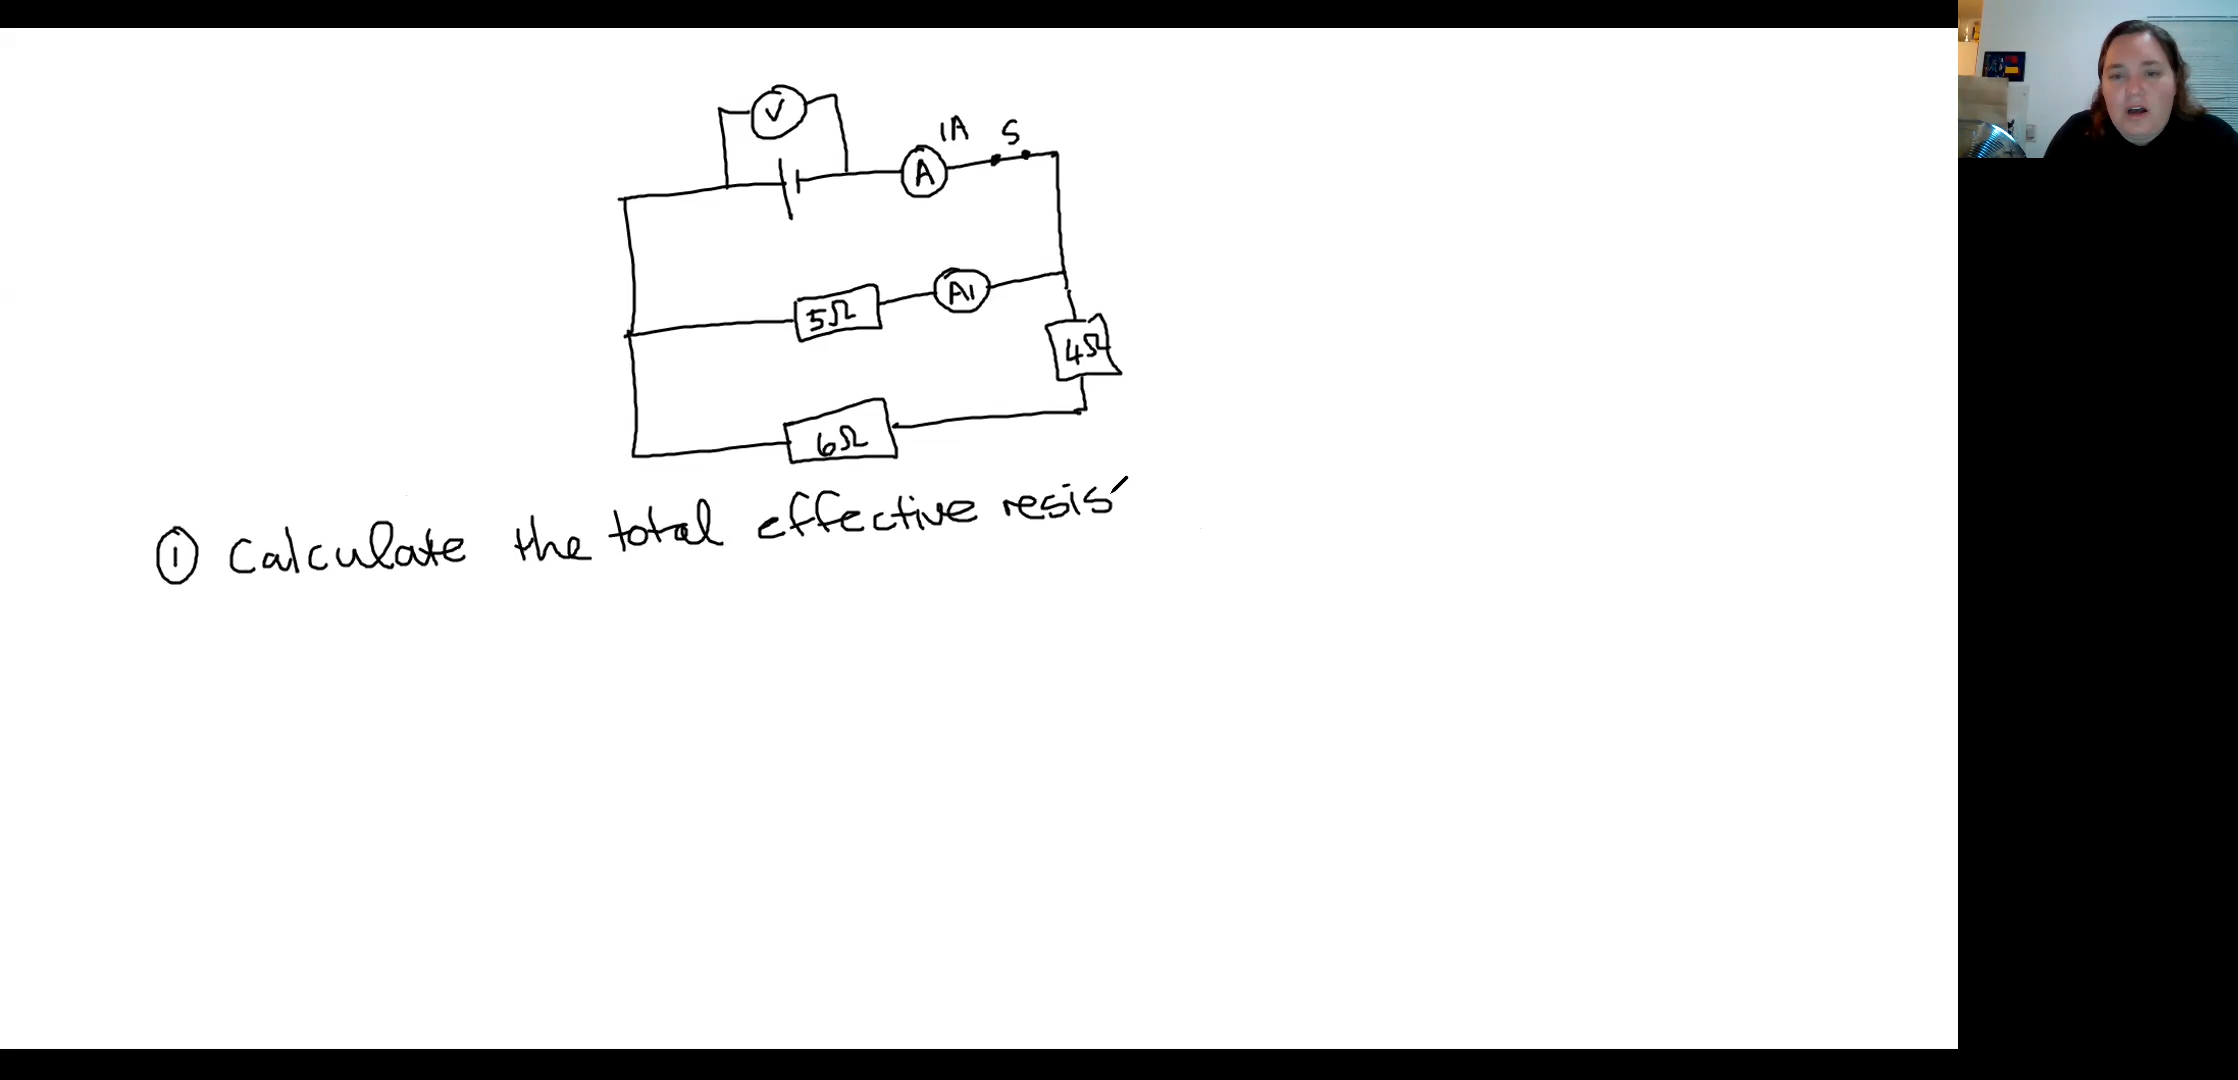 V
1A S
A
5Ω A1
4Ω
6Ω
① Calculate the total effective resis